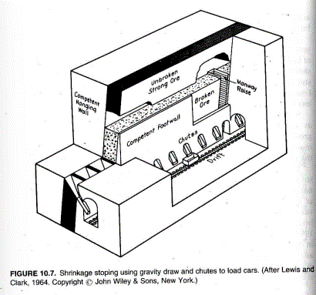 Unbroken
Strong Ore
Competent
Hanging
Wall
Manway
Raise
Broken
Ore
Competent Footwall
Chutes
Drift
FIGURE 10.7. Shrinkage stoping using gravity draw and chutes to load cars. (After Lewis and
Clark, 1964. Copyright © John Wiley & Sons, New York.)